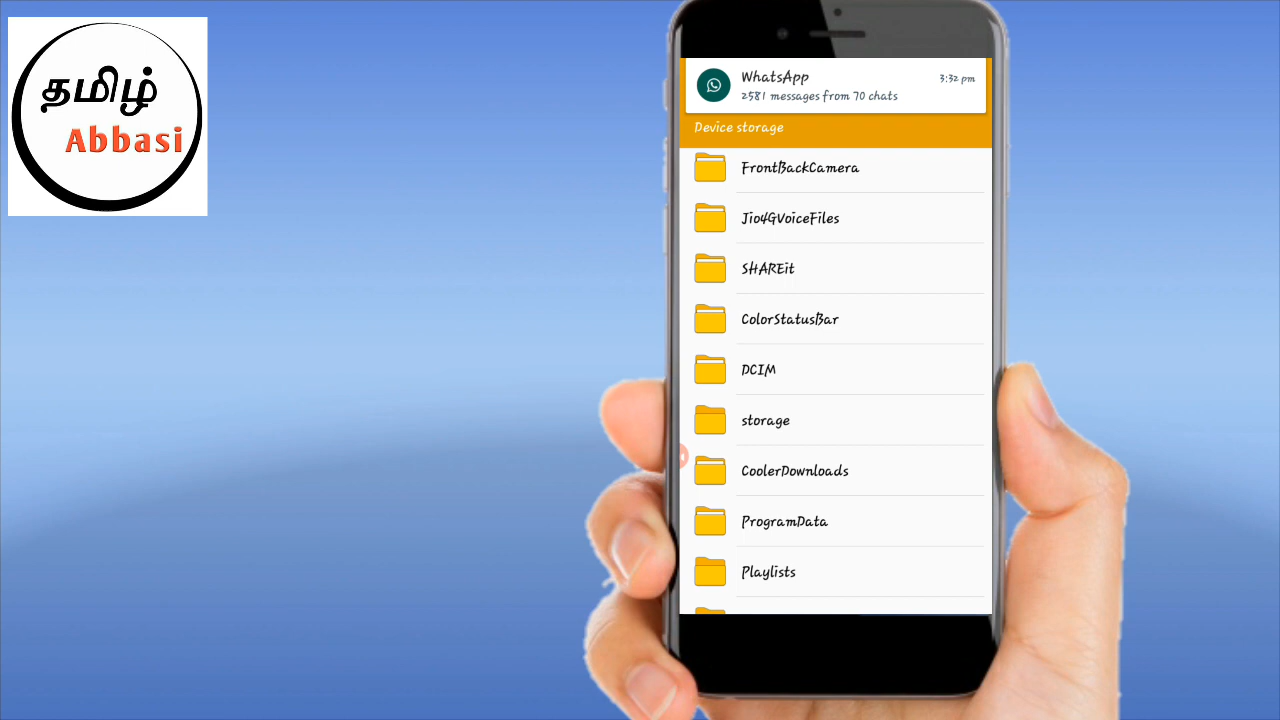 தமிழ்
Abbasi
WhatsApp
3:32 pm
2581 messages from 70 chats
Device storage
FrontBackCamera
Jio4GVoiceFiles
SHAREit
ColorStatusBar
DCIM
storage
CoolerDownloads
ProgramData
Playlists